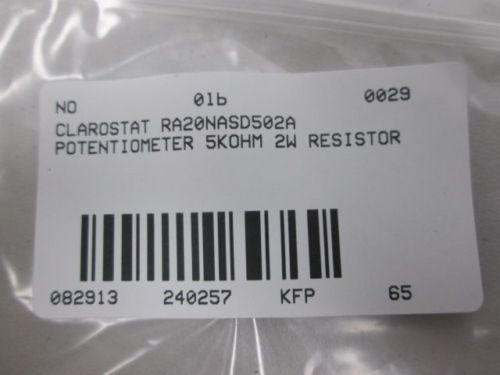 NO 01b 0029
CLAROSTAT RA20NASD502A
POTENTIOMETER 5KOHM 2W RESISTOR
082913 240257 KFP 65